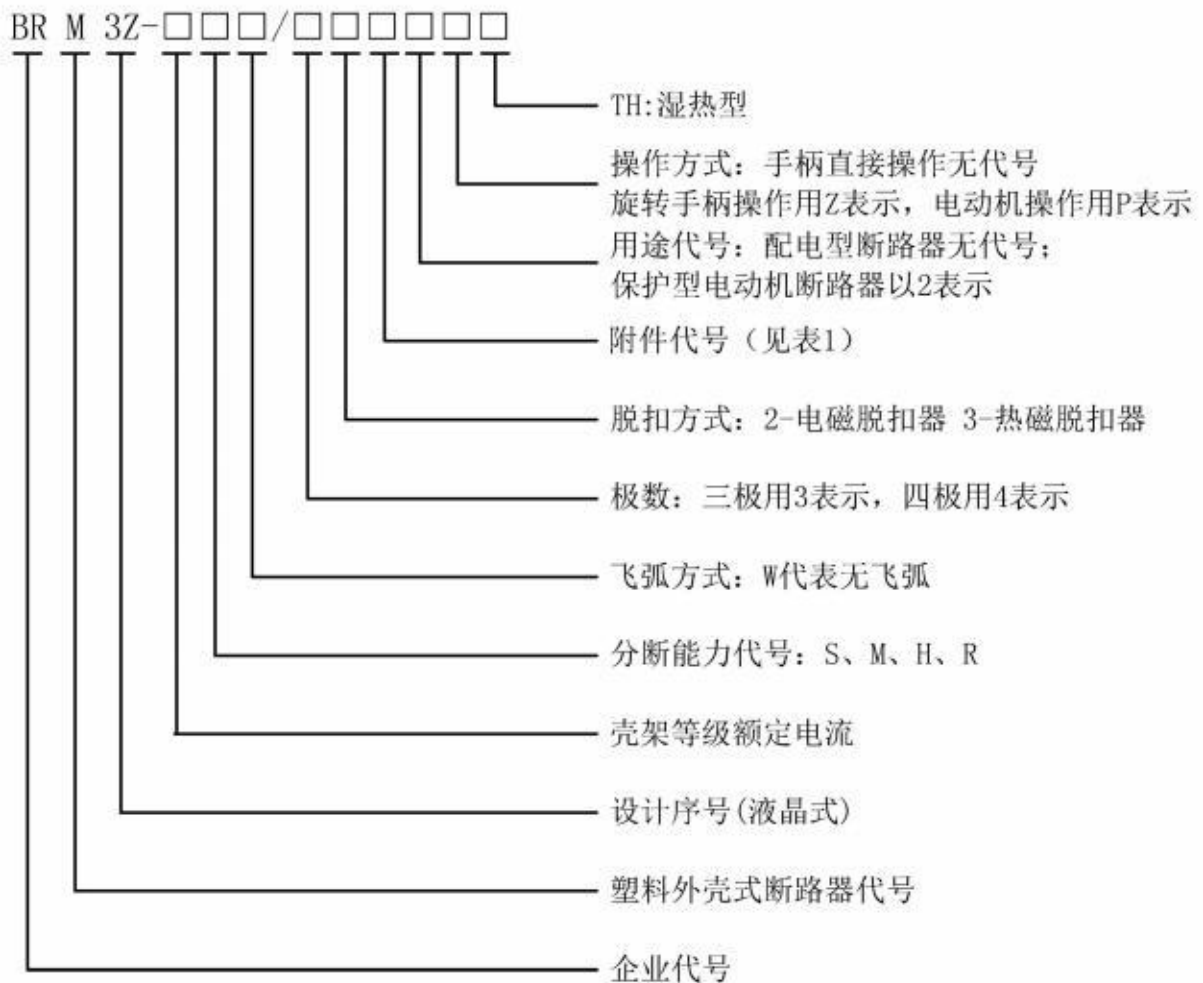 BR M 3Z-□□□/□□□□□□
TH:湿热型
操作方式：手柄直接操作无代号
旋转手柄操作用Z表示，电动机操作用P表示
用途代号：配电型断路器无代号；
保护型电动机断路器以2表示
附件代号（见表1）
脱扣方式：2-电磁脱扣器 3-热磁脱扣器
极数：三极用3表示，四极用4表示
飞弧方式：W代表无飞弧
分断能力代号：S、M、H、R
壳架等级额定电流
设计序号(液晶式)
塑料外壳式断路器代号
企业代号